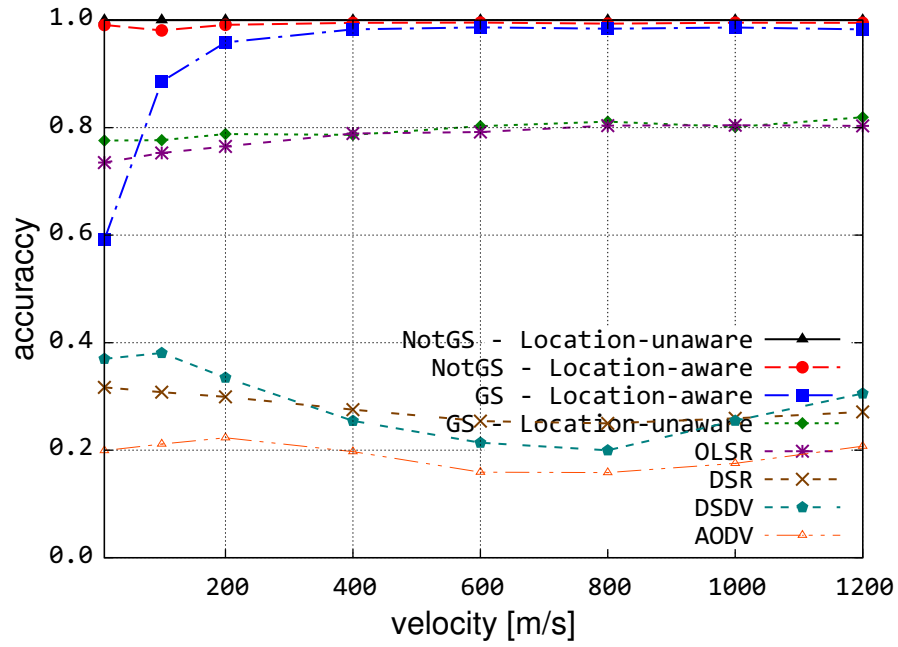 1.0
0.8
0.6
0.4
0.2
0.0
accuraccy
NotGS - Location-unaware
NotGS - Location-aware
GS - Location-aware
GS - Location-unaware
OLSR
DSR
DSDV
AODV
200 400 600 800 1000 1200
velocity [m/s]